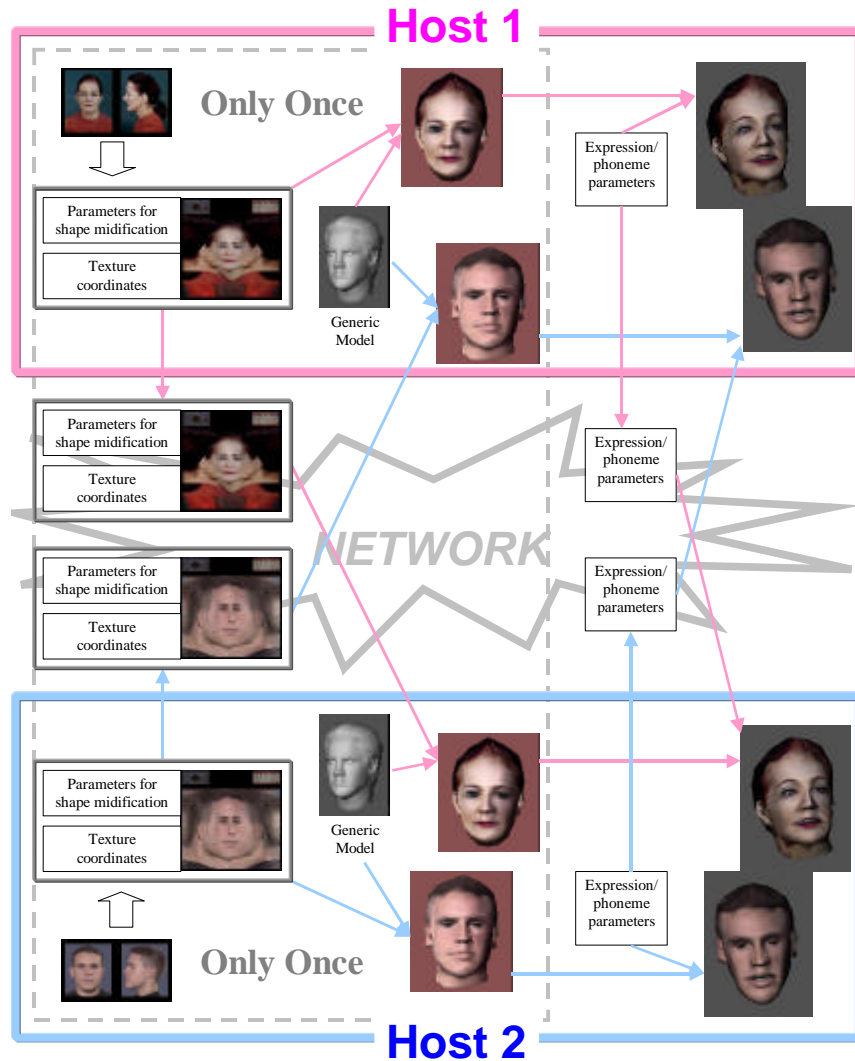 Host 1
Only Once
Expression/
phoneme
parameters
Parameters for
shape midification
Texture
coordinates
Generic
Model
Parameters for
shape midification
Texture
coordinates
Expression/
phoneme
parameters
NETWORK
Parameters for
shape midification
Texture
coordinates
Expression/
phoneme
parameters
Parameters for
shape midification
Texture
coordinates
Generic
Model
Expression/
phoneme
parameters
Only Once
Host 2